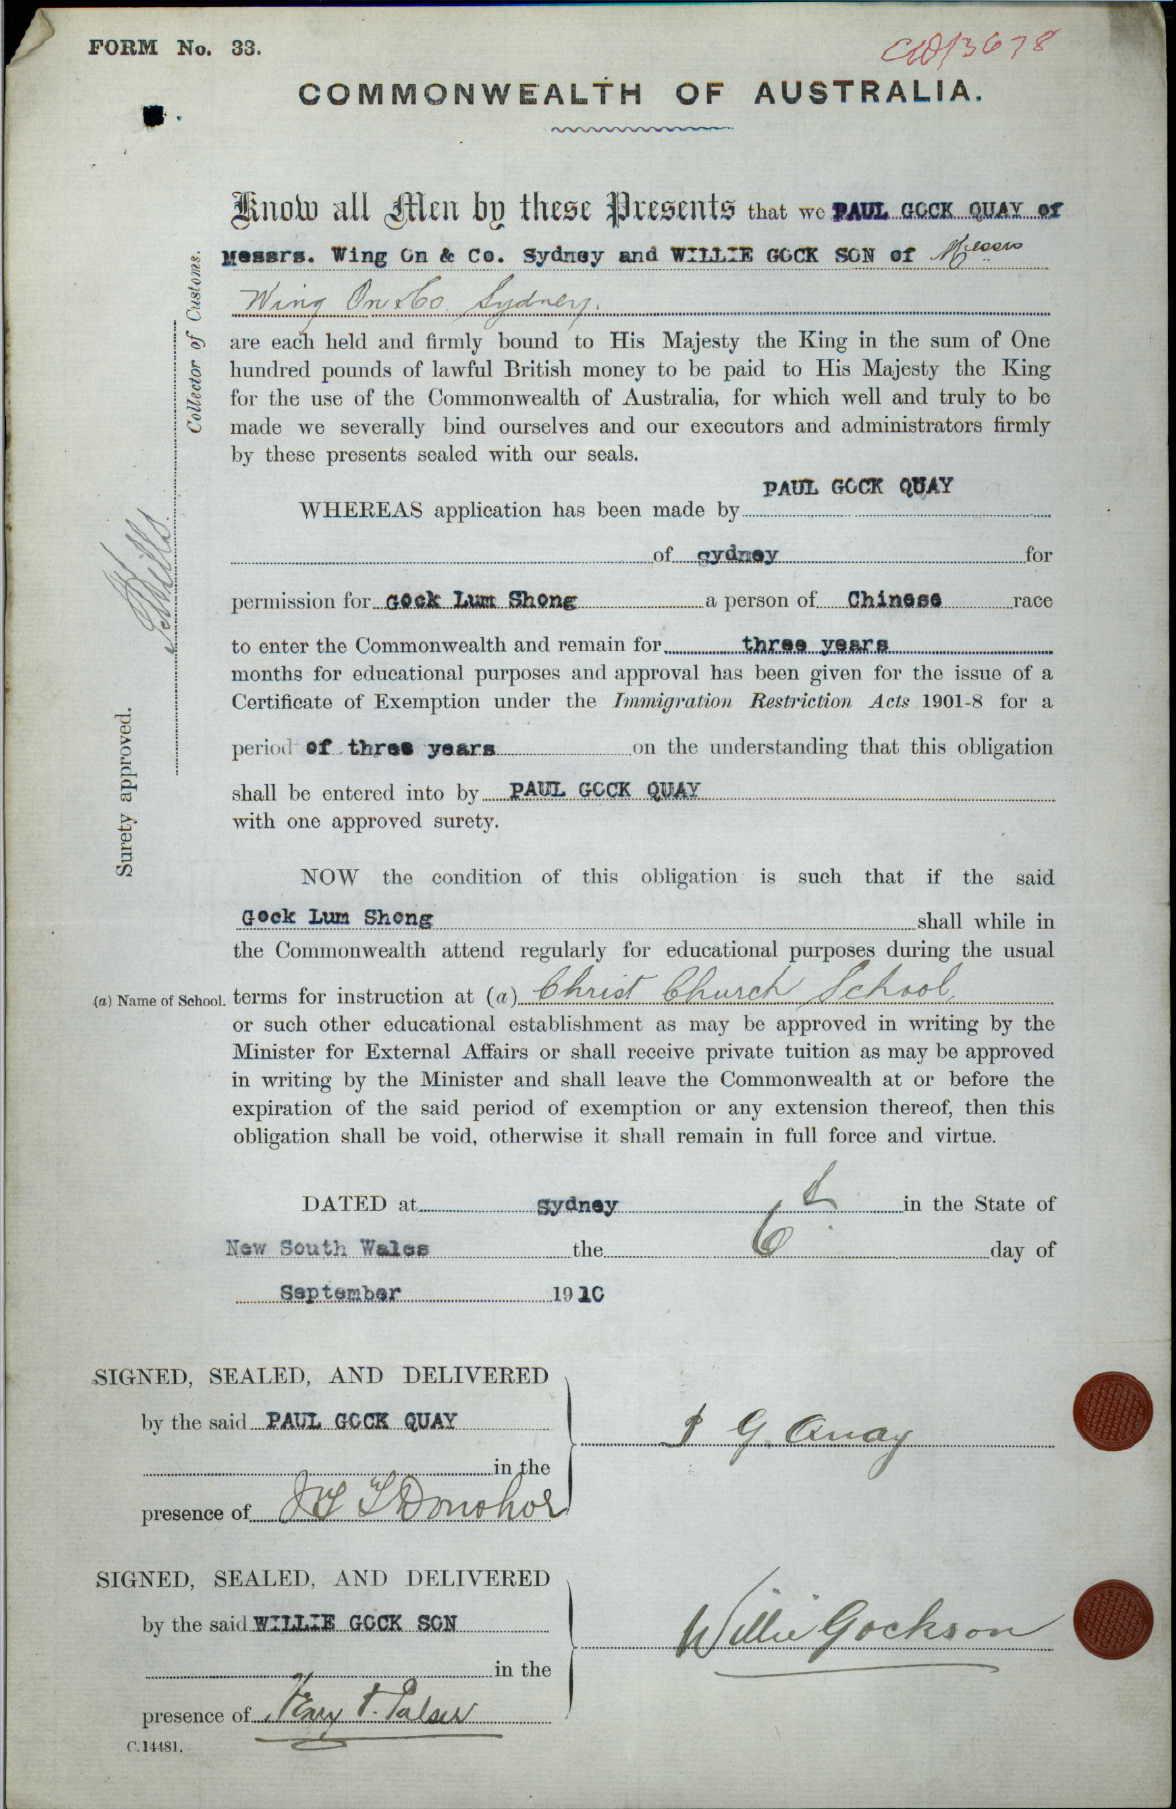 FORM No. 33.
COMMONWEALTH OF AUSTRALIA.
Know all Men by these Presents that we PAUL GOCK QUAY of
Messrs. Wing On & Co. Sydney and WILLIE GOCK SON of Messrs
Wing On & Co. Sydney.
are each held and firmly bound to His Majesty the King in the sum of One
hundred pounds of lawful British money to be paid to His Majesty the King
for the use of the Commonwealth of Australia, for which well and truly to be
made we severally bind ourselves and our executors and administrators firmly
by these presents sealed with our seals.
PAUL GOCK QUAY
WHEREAS application has been made by
of Sydney for
permission for Gock Lum Shong a person of Chinese race
to enter the Commonwealth and remain for three years
months for educational purposes and approval has been given for the issue of a
Certificate of Exemption under the Immigration Restriction Acts 1901-8 for a
period of three years on the understanding that this obligation
shall be entered into by PAUL GOCK QUAY
with one approved surety.
Surety approved.
Collector of Customs.
NOW the condition of this obligation is such that if the said
Gock Lum Shong shall while in
the Commonwealth attend regularly for educational purposes during the usual
(a) Name of School. terms for instruction at (a) Christ Church School,
or such other educational establishment as may be approved in writing by the
Minister for External Affairs or shall receive private tuition as may be approved
in writing by the Minister and shall leave the Commonwealth at or before the
expiration of the said period of exemption or any extension thereof, then this
obligation shall be void, otherwise it shall remain in full force and virtue.
DATED at Sydney in the State of
New South Wales the 6th day of
September 1910
SIGNED, SEALED, AND DELIVERED
by the said PAUL GOCK QUAY
P G. Quay
in the
presence of Donohoe
SIGNED, SEALED, AND DELIVERED
by the said WILLIE GOCK SON
Willie Gockson
in the
presence of Henry F. Palser
C.14481.